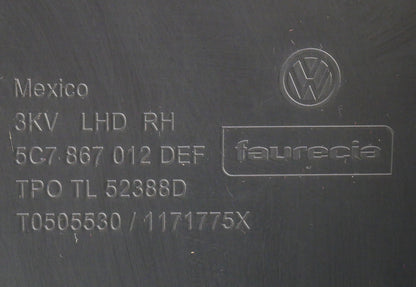 Mexico
3KV LHD RH
5C7 867 012 DEF
faurecia
TPO TL 52388D
T0505530 / 1171775X